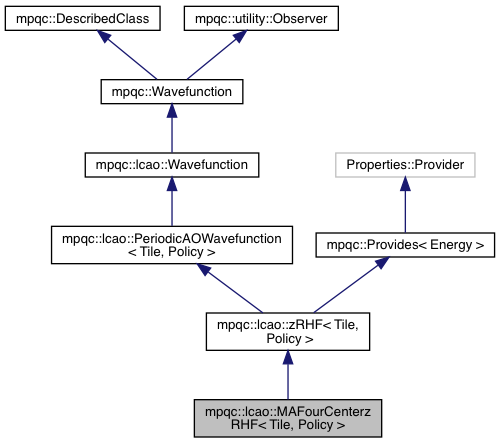 mpqc::DescribedClass
mpqc::utility::Observer
mpqc::Wavefunction
mpqc::lcao::Wavefunction
Properties::Provider
mpqc::lcao::PeriodicAOWavefunction
< Tile, Policy >
mpqc::Provides< Energy >
mpqc::lcao::zRHF< Tile,
Policy >
mpqc::lcao::MAFourCenterz
RHF< Tile, Policy >